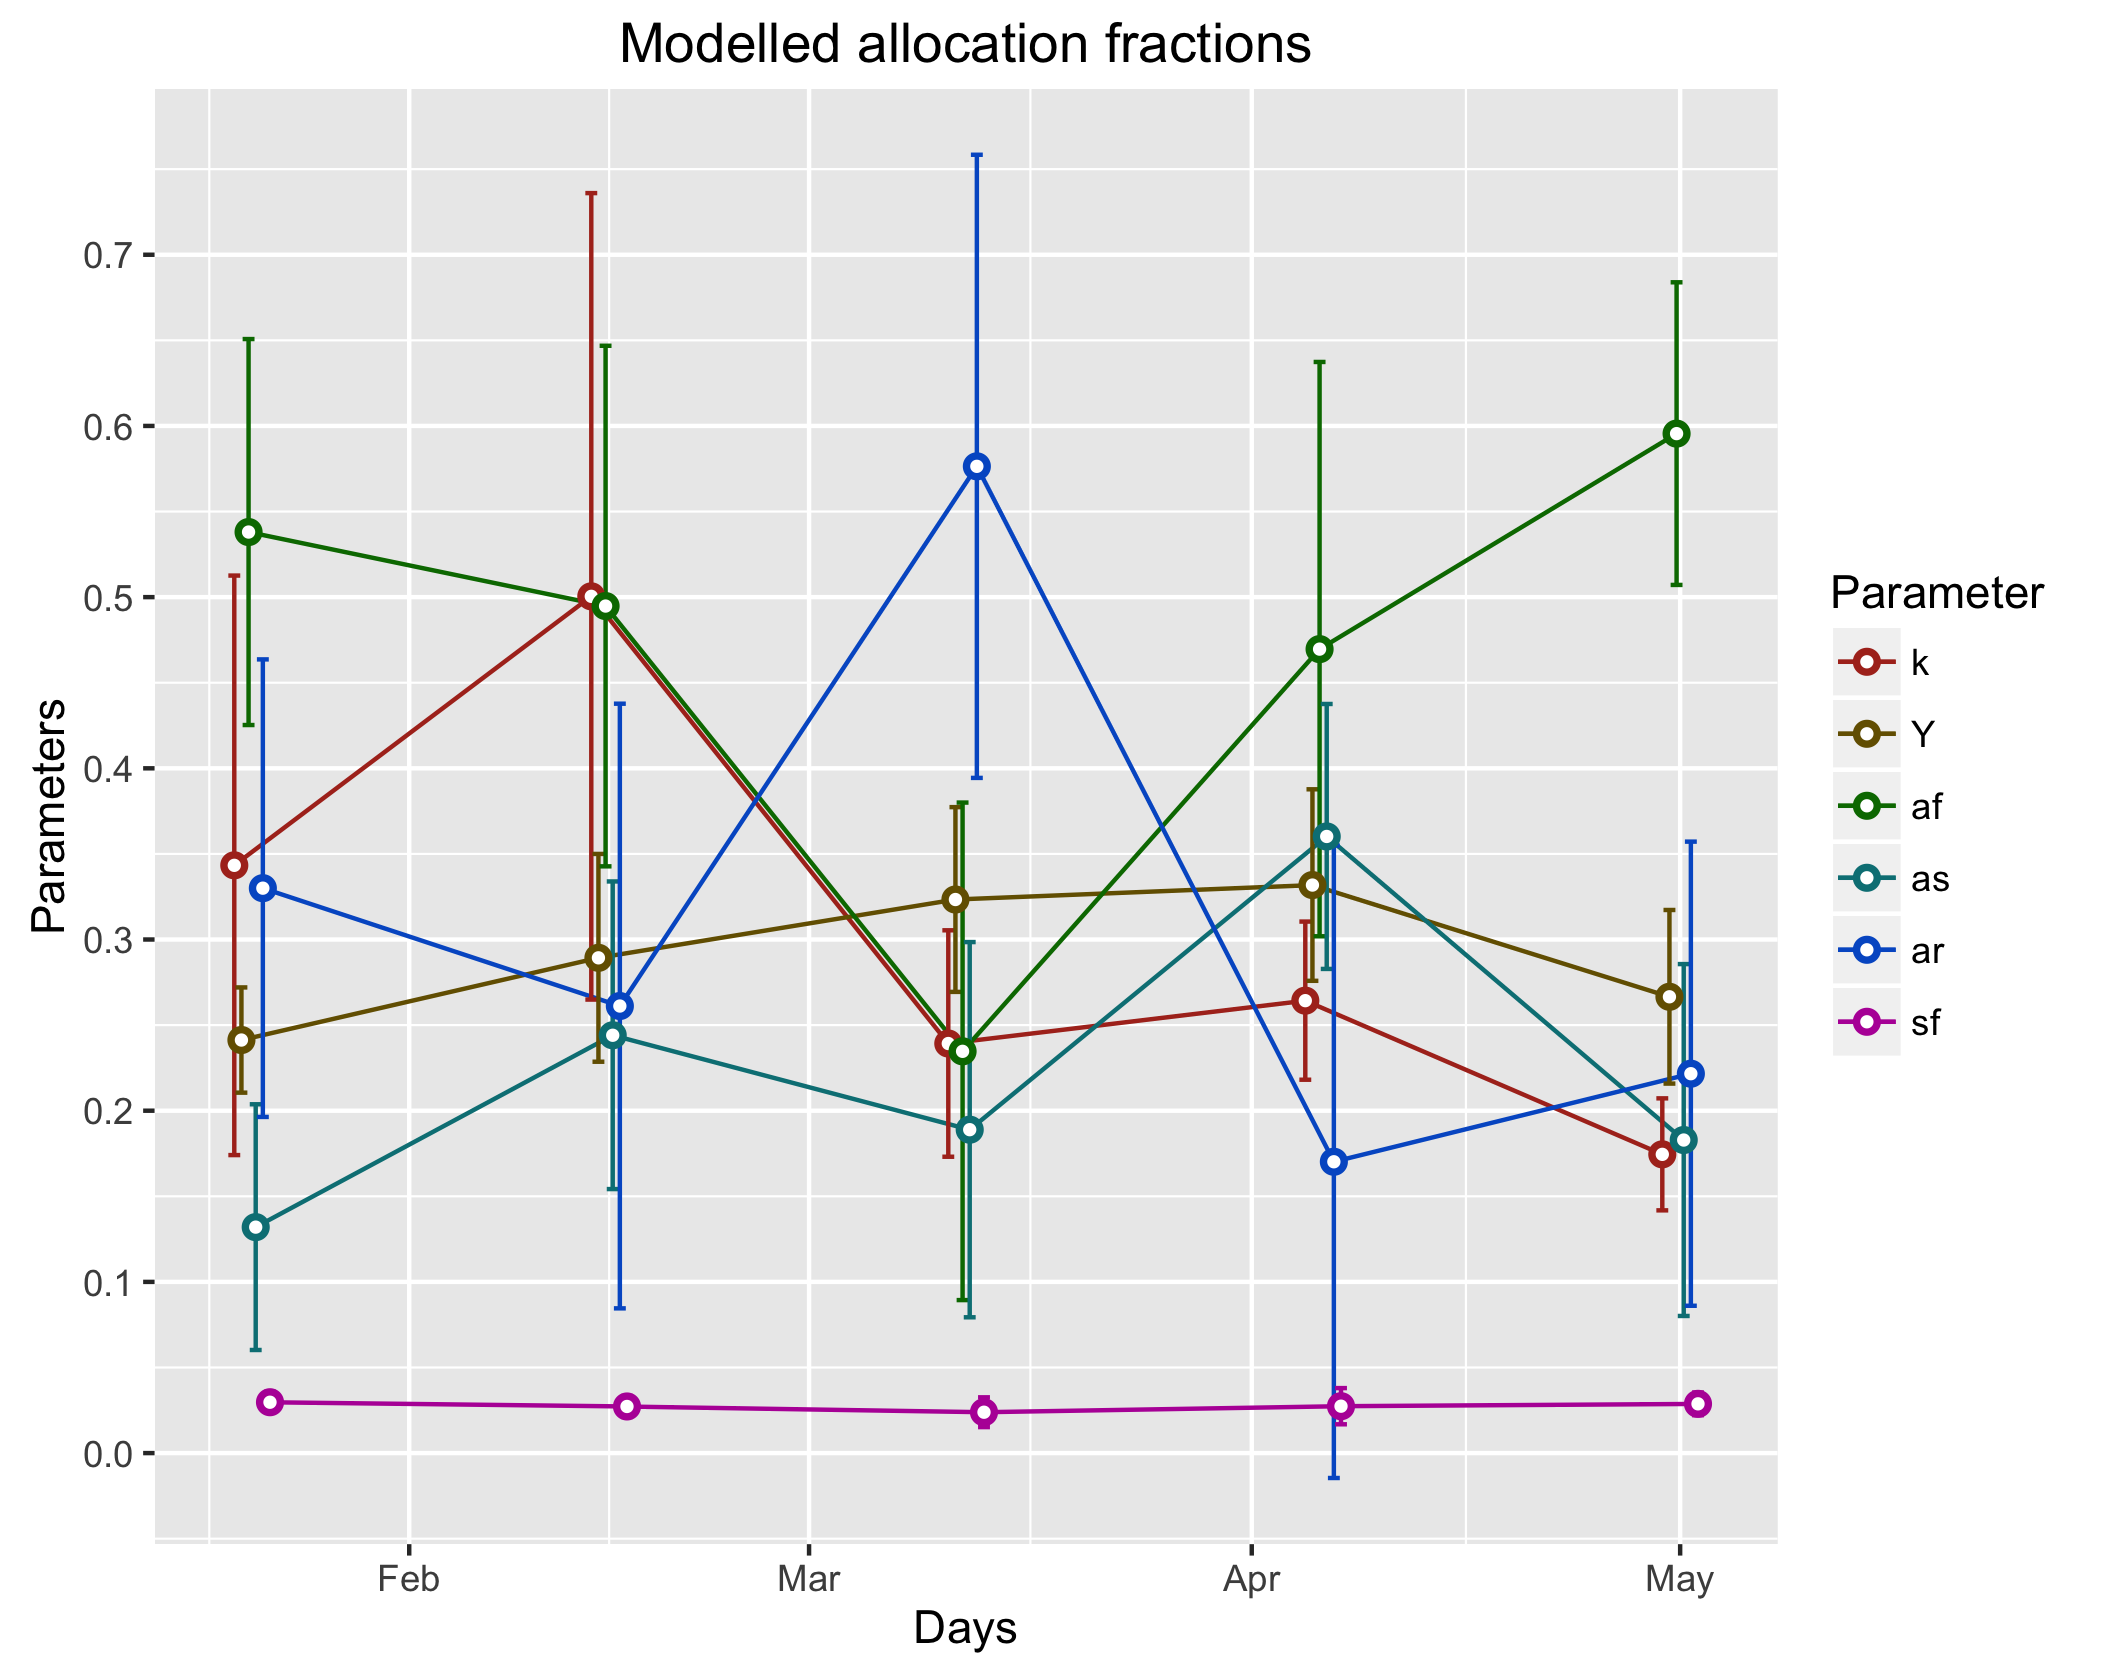 Modelled allocation fractions
Parameters
0.7
0.6
0.5
0.4
0.3
0.2
0.1
0.0
Feb Mar Apr May
Days
Parameter
k
Y
af
as
ar
sf